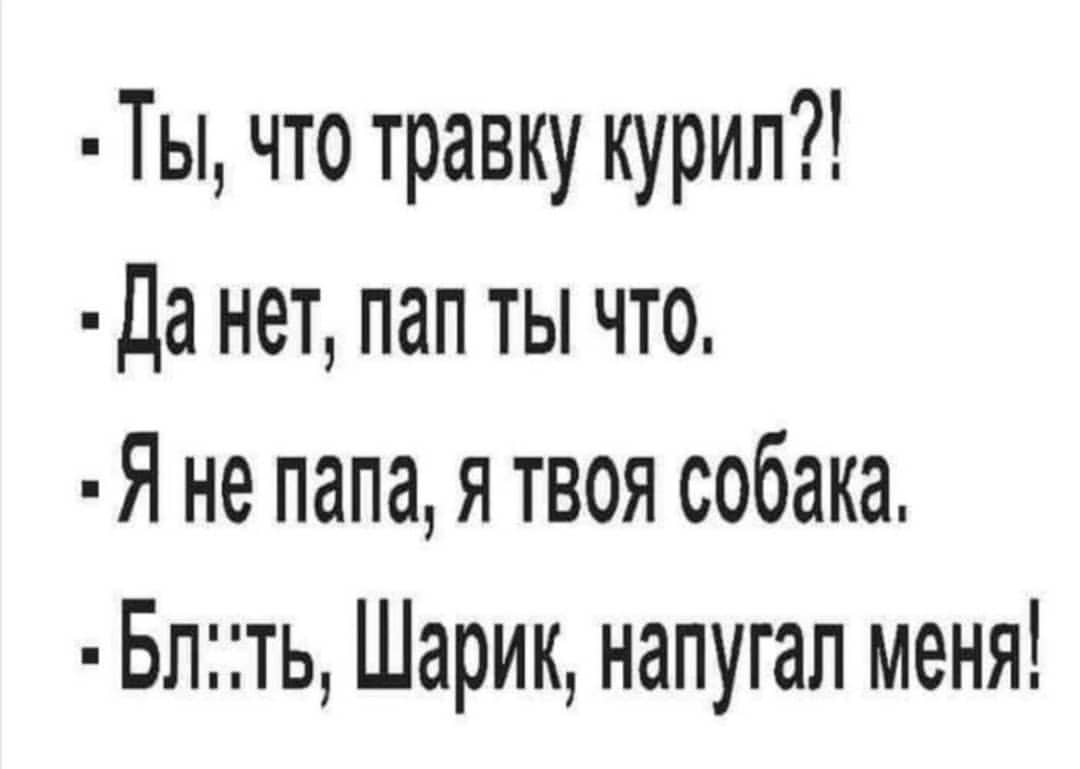 - Ты, что травку курил?!
- Да нет, пап ты что.
- Я не папа, я твоя собака.
- Бл::ть, Шарик, напугал меня!